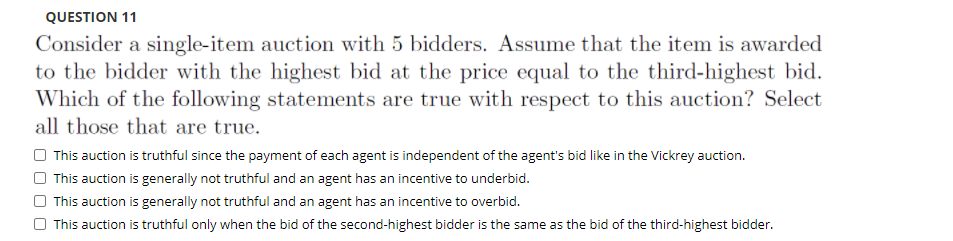 QUESTION 11
Consider a single-item auction with 5 bidders. Assume that the item is awarded
to the bidder with the highest bid at the price equal to the third-highest bid.
Which of the following statements are true with respect to this auction? Select
all those that are true.
This auction is truthful since the payment of each agent is independent of the agent's bid like in the Vickrey auction.
This auction is generally not truthful and an agent has an incentive to underbid.
This auction is generally not truthful and an agent has an incentive to overbid.
This auction is truthful only when the bid of the second-highest bidder is the same as the bid of the third-highest bidder.